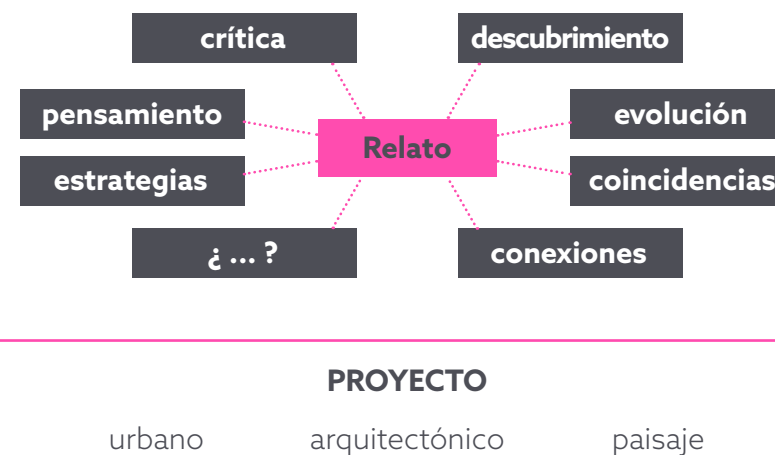 crítica
descubrimiento
pensamiento
evolución
Relato
estrategias
coincidencias
¿ ... ?
conexiones
PROYECTO
urbano
arquitectónico
paisaje